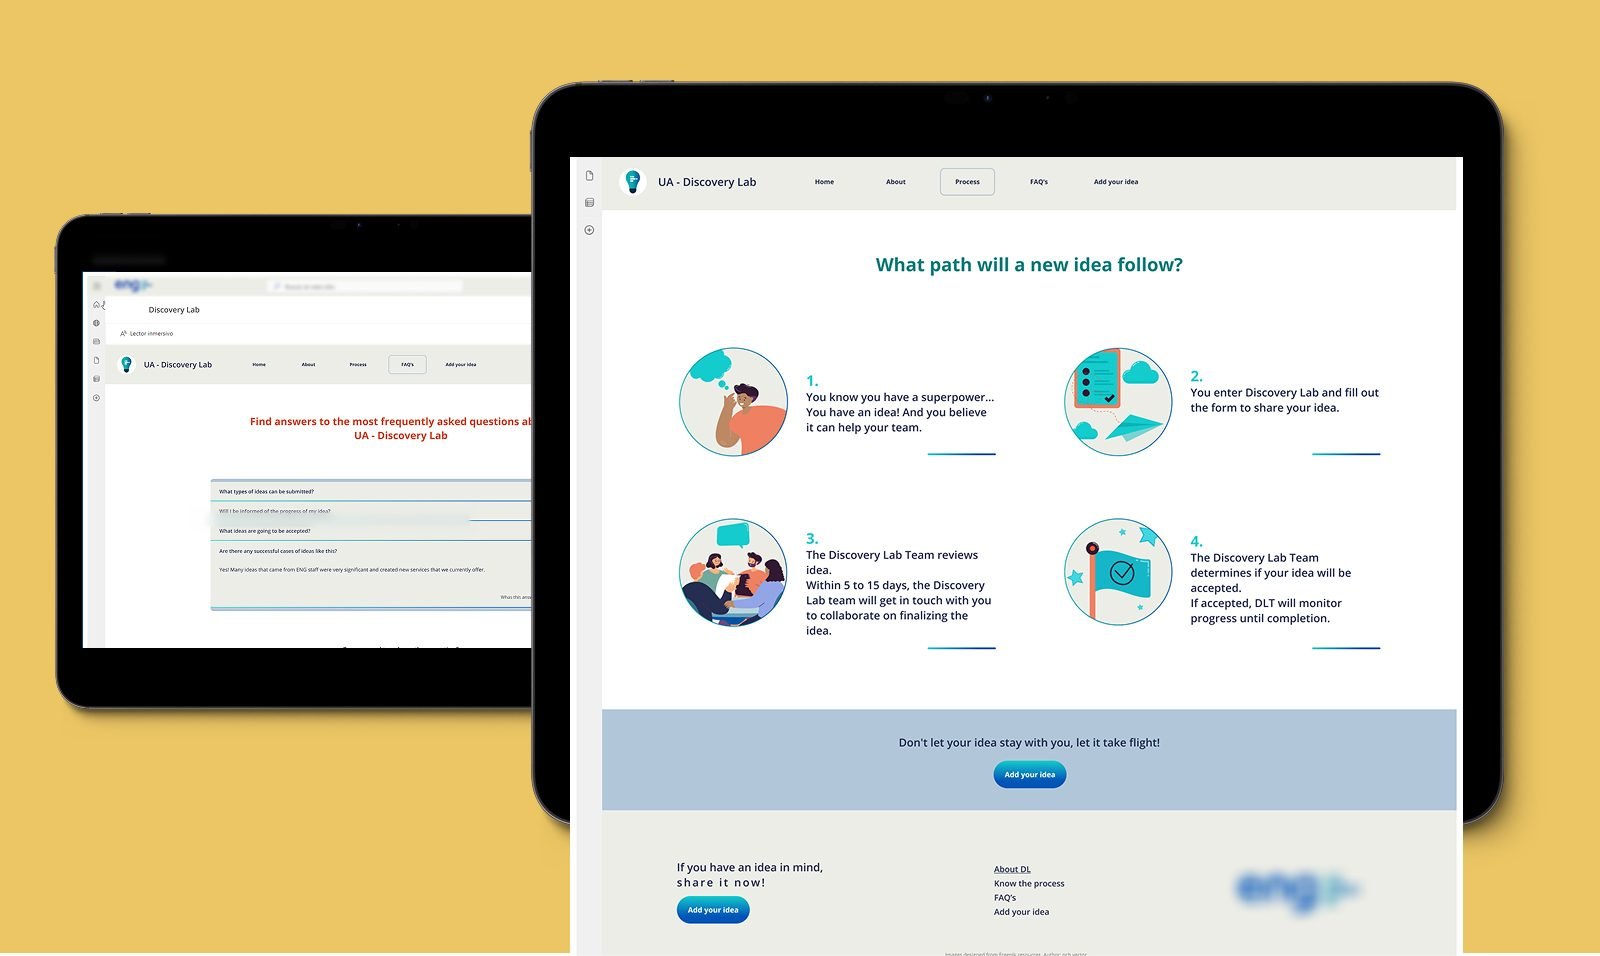 Discovery Lab
Lector inmersivo
UA - Discovery Lab
Home
About
Process
FAQ's
Add your idea
Find answers to the most frequently asked questions ab
UA - Discovery Lab
What types of ideas can be submitted?
Will I be informed of the progress of my idea?
What ideas are going to be accepted?
Are there any successful cases of ideas like this?
Yes! Many ideas that came from ENG staff were very significant and created new services that we currently offer.
UA - Discovery Lab
Home
About
Process
FAQ's
Add your idea
What path will a new idea follow?
1.
You know you have a superpower...
You have an idea! And you believe
it can help your team.
2.
You enter Discovery Lab and fill out
the form to share your idea.
3.
The Discovery Lab Team reviews
idea.
Within 5 to 15 days, the Discovery
Lab team will get in touch with you
to collaborate on finalizing the
idea.
4.
The Discovery Lab Team
determines if your idea will be
accepted.
If accepted, DLT will monitor
progress until completion.
Don't let your idea stay with you, let it take flight!
Add your idea
If you have an idea in mind,
share it now!
Add your idea
About DL
Know the process
FAQ's
Add your idea
eng